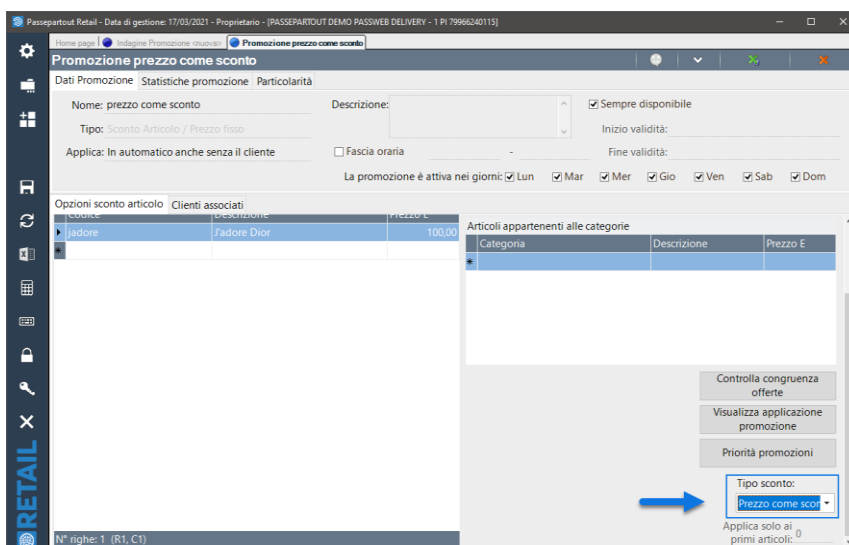 Passepartout Retail - Data di gestione: 17/03/2021 - Proprietario - [PASSEPARTOUT DEMO PASSWEB DELIVERY - 1 PI 79966240115]
Home page Indagine Promozione <nuova> Promozione prezzo come sconto
Promozione prezzo come sconto
Dati Promozione Statistiche promozione Particolarità
Nome: prezzo come sconto Descrizione: Sempre disponibile
Tipo: Sconto Articolo / Prezzo fisso Inizio validità:
Applica: In automatico anche senza il cliente Fascia oraria - Fine validità:
La promozione è attiva nei giorni: Lun Mar Mer Gio Ven Sab Dom
Opzioni sconto articolo Clienti associati
Codice Descrizione Prezzo E
jadore J'adore Dior 100,00
Articoli appartenenti alle categorie
Categoria Descrizione Prezzo E
Controlla congruenza
offerte
Visualizza applicazione
promozione
Priorità promozioni
Tipo sconto:
Prezzo come scor
Applica solo ai
primi articoli: 0
N° righe: 1 (R1, C1)
RETAIL